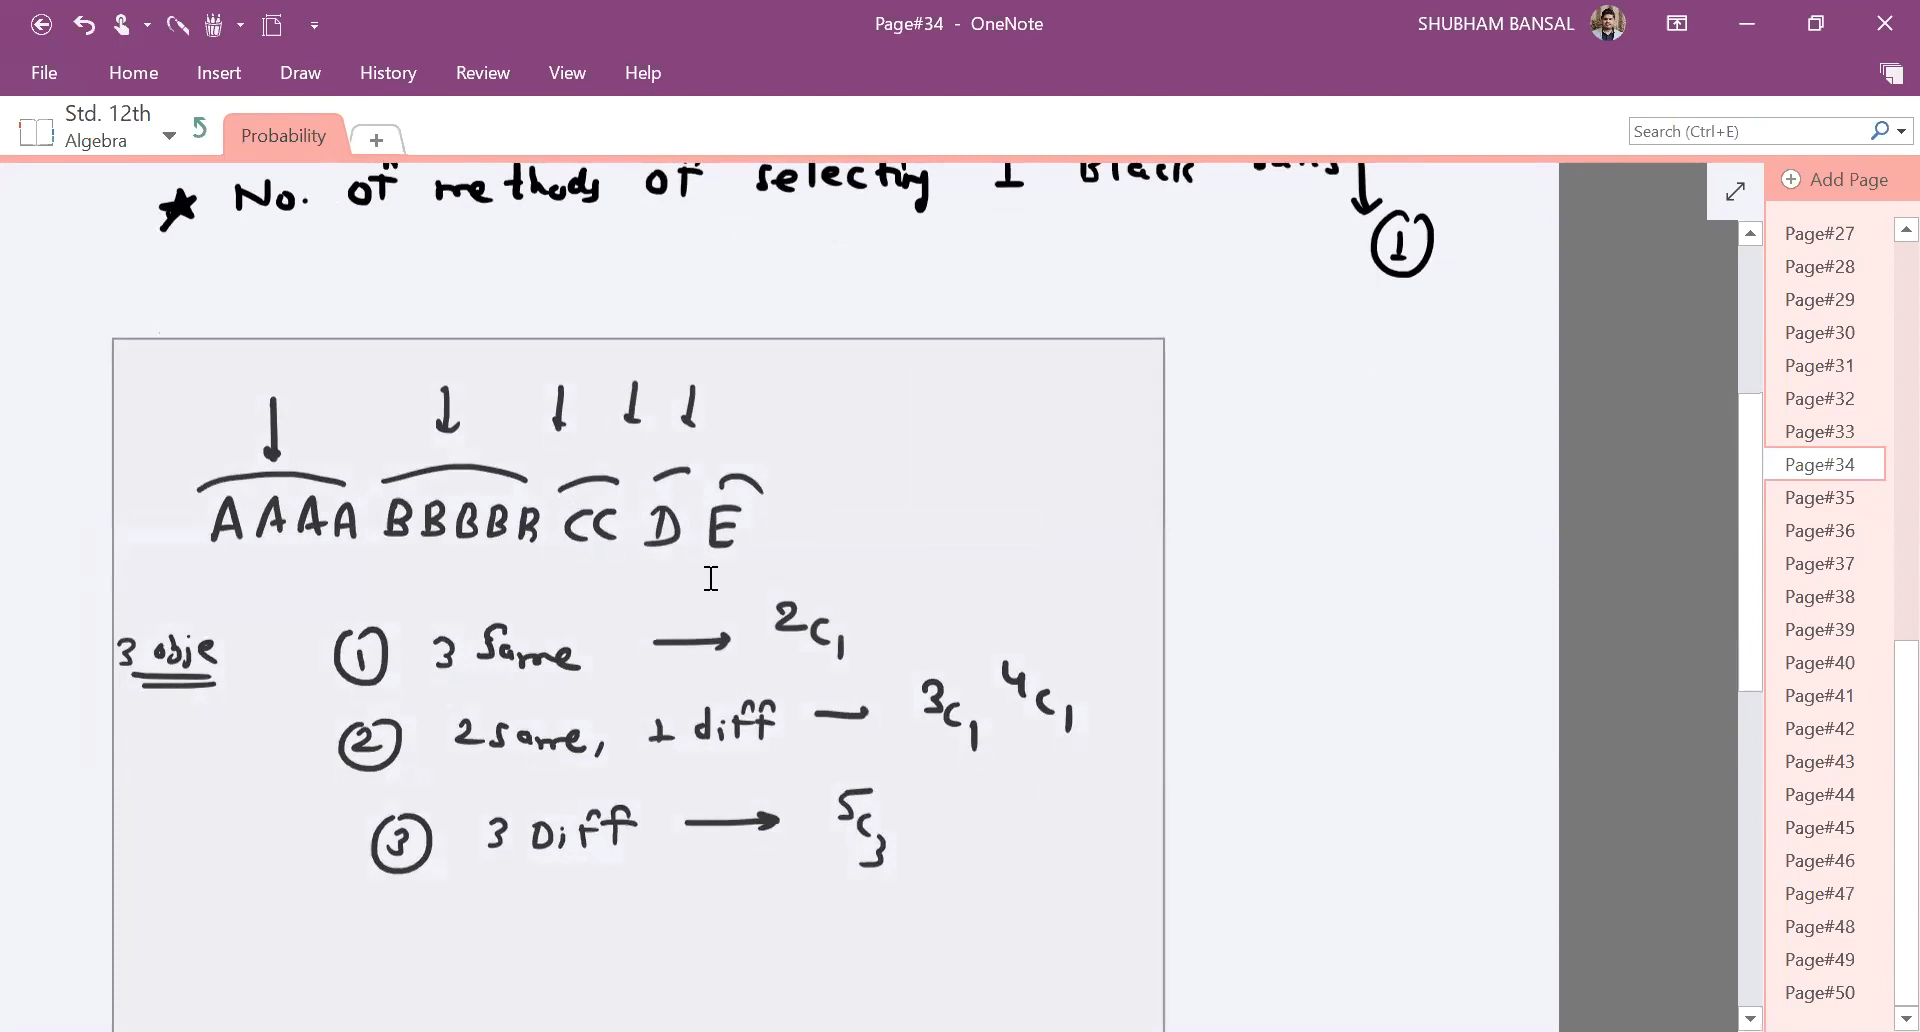 Page#34 - OneNote
SHUBHAM BANSAL
File Home Insert Draw History Review View Help
Std. 12th
Algebra
Probability
+
Search (Ctrl+E)
Add Page
Page#27
Page#28
Page#29
Page#30
Page#31
Page#32
Page#33
Page#34
Page#35
Page#36
Page#37
Page#38
Page#39
Page#40
Page#41
Page#42
Page#43
Page#44
Page#45
Page#46
Page#47
Page#48
Page#49
Page#50
★ No. of methods of selecting 1 Black
①
A A A A B B B B B C C D E
3 obje
① 3 Same → ²C₁
② 2 Same, 1 diff → ³C₁ ⁴C₁
③ 3 Diff → ⁵C₃